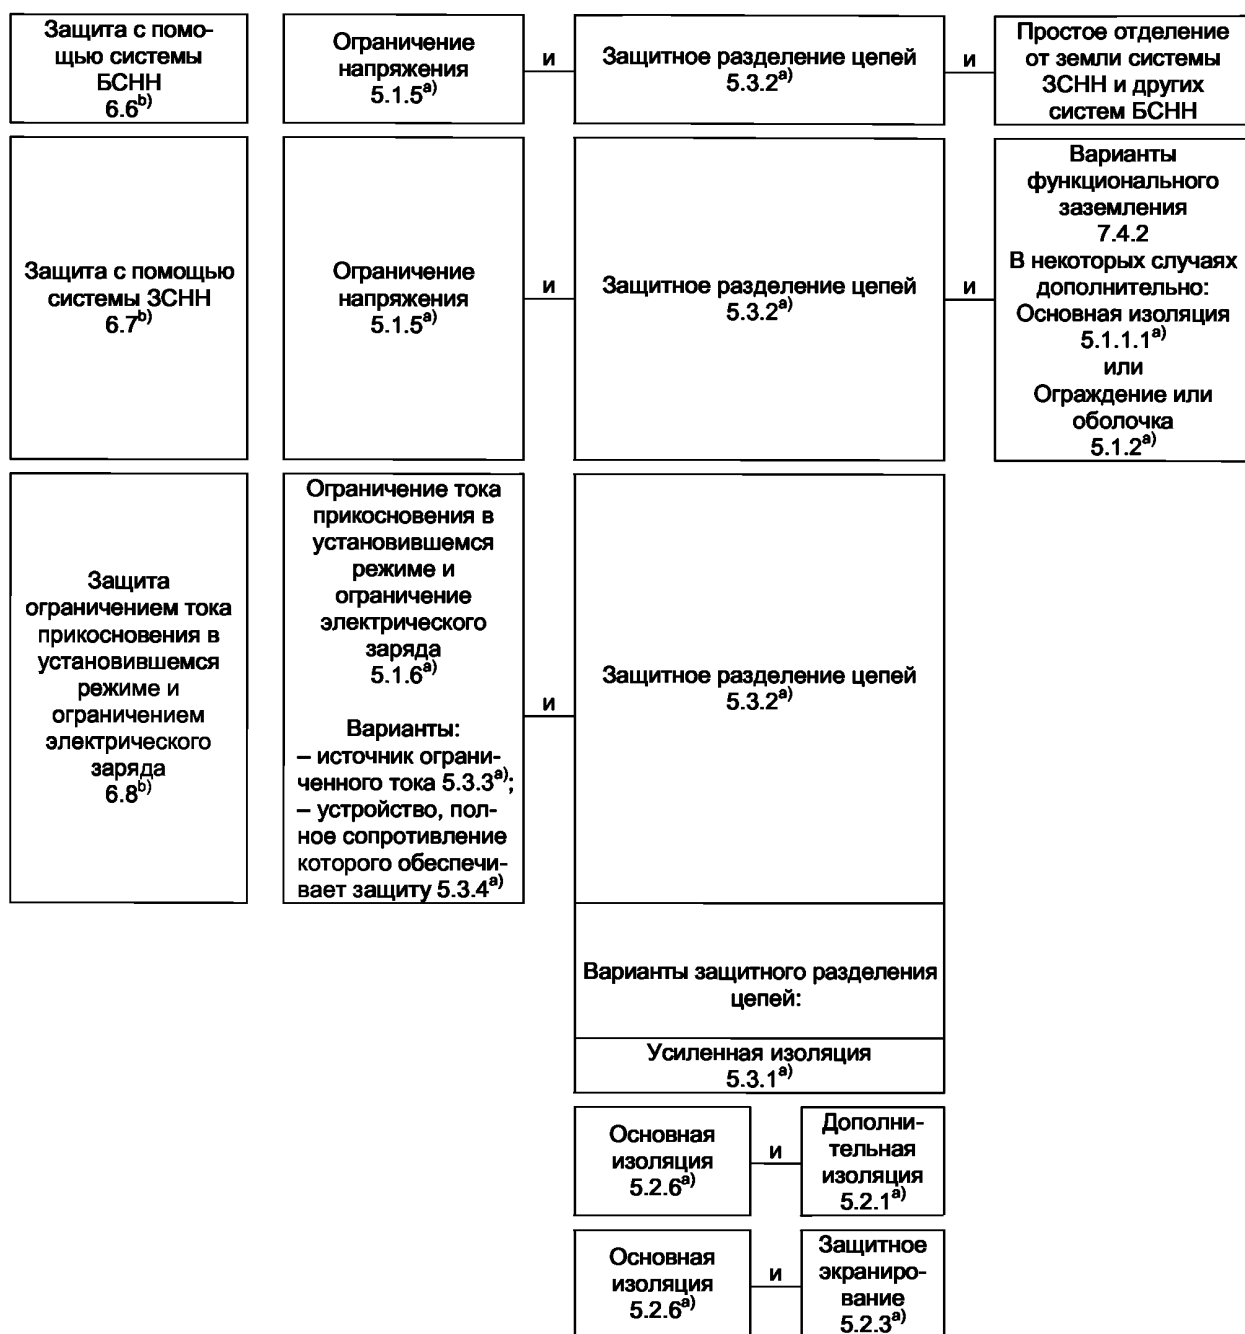 Защита с помо-
щью системы
БСНН
6.6b)
Ограничение
напряжения
5.1.5a)
и
Защитное разделение цепей
5.3.2a)
и
Простое отделение
от земли системы
ЗСНН и других
систем БСНН
Защита с помощью
системы ЗСНН
6.7b)
Ограничение
напряжения
5.1.5a)
и
Защитное разделение цепей
5.3.2a)
и
Варианты
функционального
заземления
7.4.2
В некоторых случаях
дополнительно:
Основная изоляция
5.1.1.1a)
или
Ограждение или
оболочка
5.1.2a)
Защита
ограничением тока
прикосновения в
установившемся
режиме и
ограничением
электрического
заряда
6.8b)
Ограничение тока
прикосновения в
установившемся
режиме и
ограничение
электрического
заряда
5.1.6a)
Варианты:
– источник ограни-
ченного тока 5.3.3a);
– устройство, пол-
ное сопротивление
которого обеспечи-
вает защиту 5.3.4a)
и
Защитное разделение цепей
5.3.2a)
Варианты защитного разделения
цепей:
Усиленная изоляция
5.3.1a)
Основная
изоляция
5.2.6a)
и
Дополни-
тельная
изоляция
5.2.1a)
Основная
изоляция
5.2.6a)
и
Защитное
экраниро-
вание
5.2.3a)